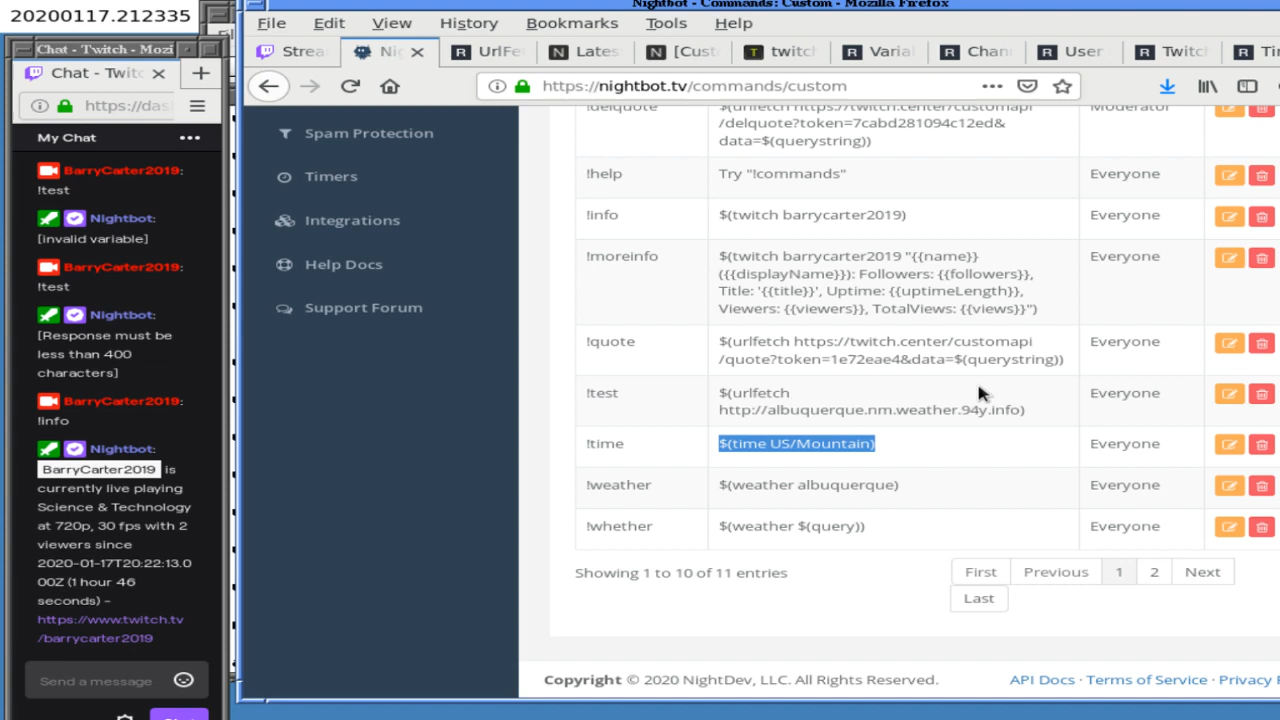 20200117.212335
Chat - Twitch - Mozi
Chat - Twitc
https://das
My Chat
BarryCarter2019:
!test
Nightbot:
[invalid variable]
BarryCarter2019:
!test
Nightbot:
[Response must be
less than 400
characters]
BarryCarter2019:
!info
Nightbot:
BarryCarter2019 is
currently live playing
Science & Technology
at 720p, 30 fps with 2
viewers since
2020-01-17T20:22:13.0
00Z (1 hour 46
seconds) -
https://www.twitch.tv
/barrycarter2019
Send a message
Nightbot - Commands: Custom - Mozilla Firefox
File Edit View History Bookmarks Tools Help
Strea Nig UrlFe Lates [Cust twitch Varial Chan User Twitc Tir
https://nightbot.tv/commands/custom
Spam Protection
Timers
Integrations
Help Docs
Support Forum
!delquote $(urlfetch https://twitch.center/customapi Moderator
/delquote?token=7cabd281094c12ed&
data=$(querystring))
!help Try "!commands" Everyone
!info $(twitch barrycarter2019) Everyone
!moreinfo $(twitch barrycarter2019 "{{name}} Everyone
({{displayName}}): Followers: {{followers}},
Title: '{{title}}', Uptime: {{uptimeLength}},
Viewers: {{viewers}}, TotalViews: {{views}}")
!quote $(urlfetch https://twitch.center/customapi Everyone
/quote?token=1e72eae4&data=$(querystring))
!test $(urlfetch Everyone
http://albuquerque.nm.weather.94y.info)
!time $(time US/Mountain) Everyone
!weather $(weather albuquerque) Everyone
!whether $(weather $(query)) Everyone
Showing 1 to 10 of 11 entries
First Previous 1 2 Next
Last
Copyright © 2020 NightDev, LLC. All Rights Reserved.
API Docs · Terms of Service · Privacy